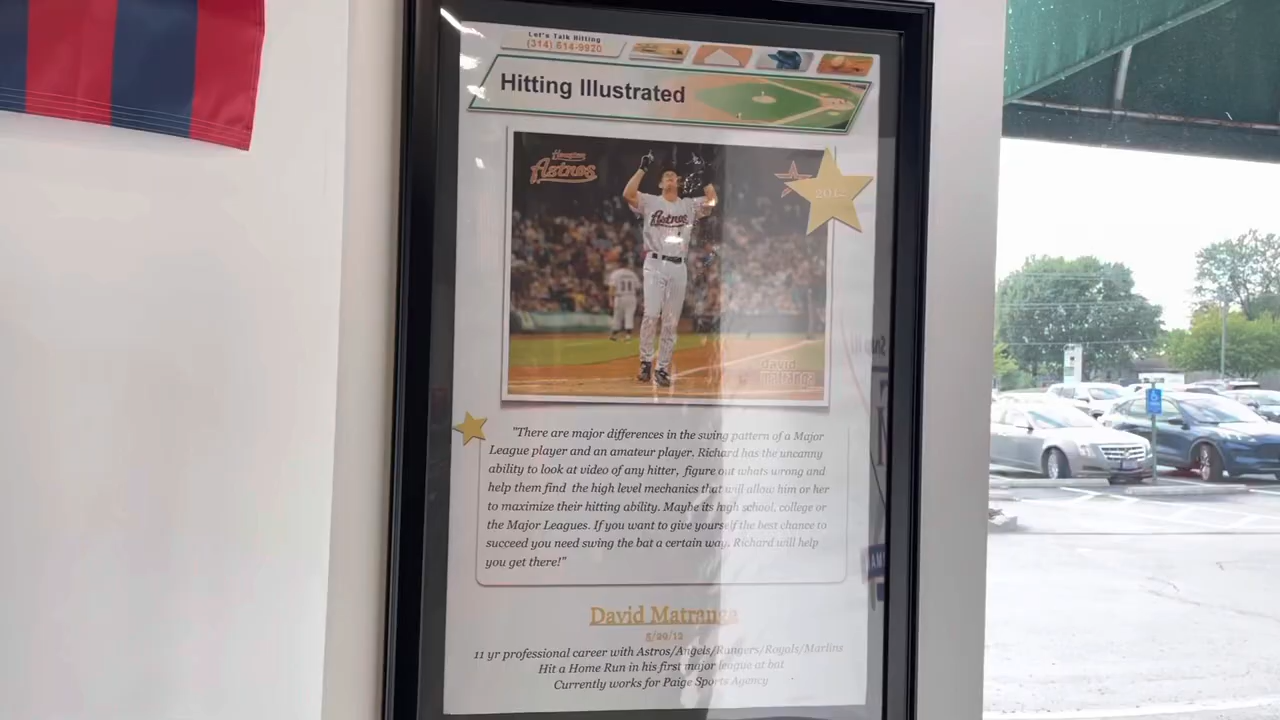 Let's Talk Hitting
(314) 614-9920
Hitting Illustrated
Houston
Astros
Astros
"There are major differences in the swing pattern of a Major
League player and an amateur player. Richard has the uncanny
ability to look at video of any hitter, figure out whats wrong and
help them find the high level mechanics that will allow him or her
to maximize their hitting ability. Maybe its high school, college or
the Major Leagues. If you want to give yourself the best chance to
succeed you need swing the bat a certain way. Richard will help
you get there!"
David Matranga
5/20/12
11 yr professional career with Astros/Angels/Rangers/Royals/Marlins
Hit a Home Run in his first major league at bat
Currently works for Paige Sports Agency